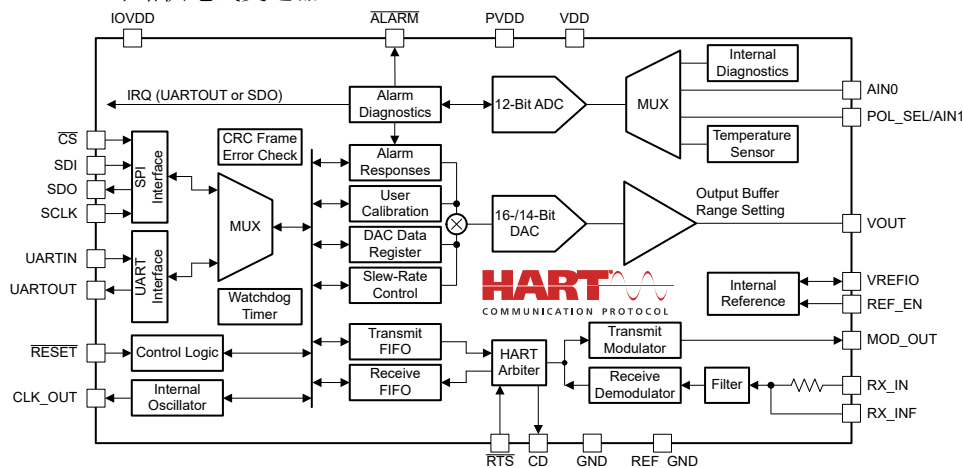 IOVDD
ALARM
PVDD
VDD
IRQ (UARTOUT or SDO)
Alarm
Diagnostics
12-Bit ADC
MUX
Internal
Diagnostics
AIN0
POL_SEL/AIN1
Temperature
Sensor
CS
SDI
SDO
SCLK
SPI
Interface
CRC Frame
Error Check
MUX
Alarm
Responses
User
Calibration
DAC Data
Register
Slew-Rate
Control
16-/14-Bit
DAC
Output Buffer
Range Setting
VOUT
UARTIN
UARTOUT
UART
Interface
Watchdog
Timer
HART
COMMUNICATION PROTOCOL
Internal
Reference
VREFIO
REF_EN
RESET
Control Logic
CLK_OUT
Internal
Oscillator
Transmit
FIFO
Receive
FIFO
HART
Arbiter
Transmit
Modulator
Receive
Demodulator
Filter
MOD_OUT
RX_IN
RX_INF
RTS
CD
GND
REF_GND